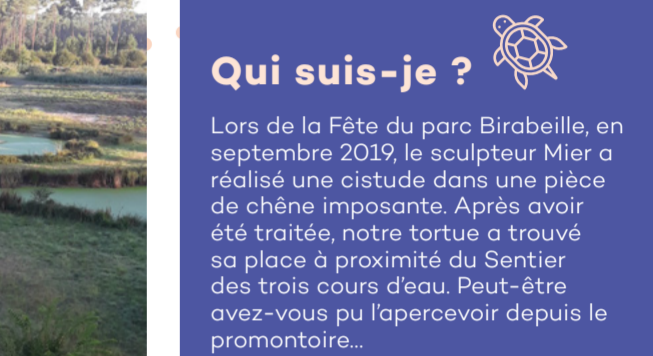 Qui suis-je ?
Lors de la Fête du parc Birabeille, en
septembre 2019, le sculpteur Mier a
réalisé une cistude dans une pièce
de chêne imposante. Après avoir
été traitée, notre tortue a trouvé
sa place à proximité du Sentier
des trois cours d’eau. Peut-être
avez-vous pu l’apercevoir depuis le
promontoire...